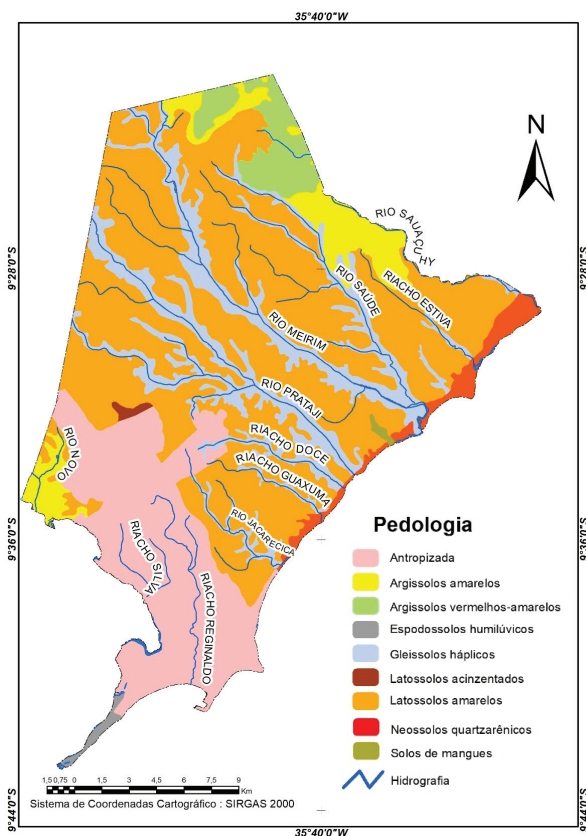 35°40'0"W
N
9°28'0"S
9°28'0"S
RIO SAUAÇUHY
RIO SAÚDE
RIACHO ESTIVA
RIO MEIRIM
RIO PRATAJI
RIACHO DOCE
RIACHO GUAXUMA
RIO NOVO
RIO JACARECICA
RIACHO SILVA
RIACHO REGINALDO
9°36'0"S
9°36'0"S
Pedologia
Antropizada
Argissolos amarelos
Argissolos vermelhos-amarelos
Espodossolos humilúvicos
Gleissolos háplicos
Latossolos acinzentados
Latossolos amarelos
Neossolos quartzarênicos
Solos de mangues
Hidrografia
1,5 0,75 0 1,5 3 4,5 6 7,5 9
Km
Sistema de Coordenadas Cartográfico : SIRGAS 2000
9°44'0"S
9°44'0"S
35°40'0"W